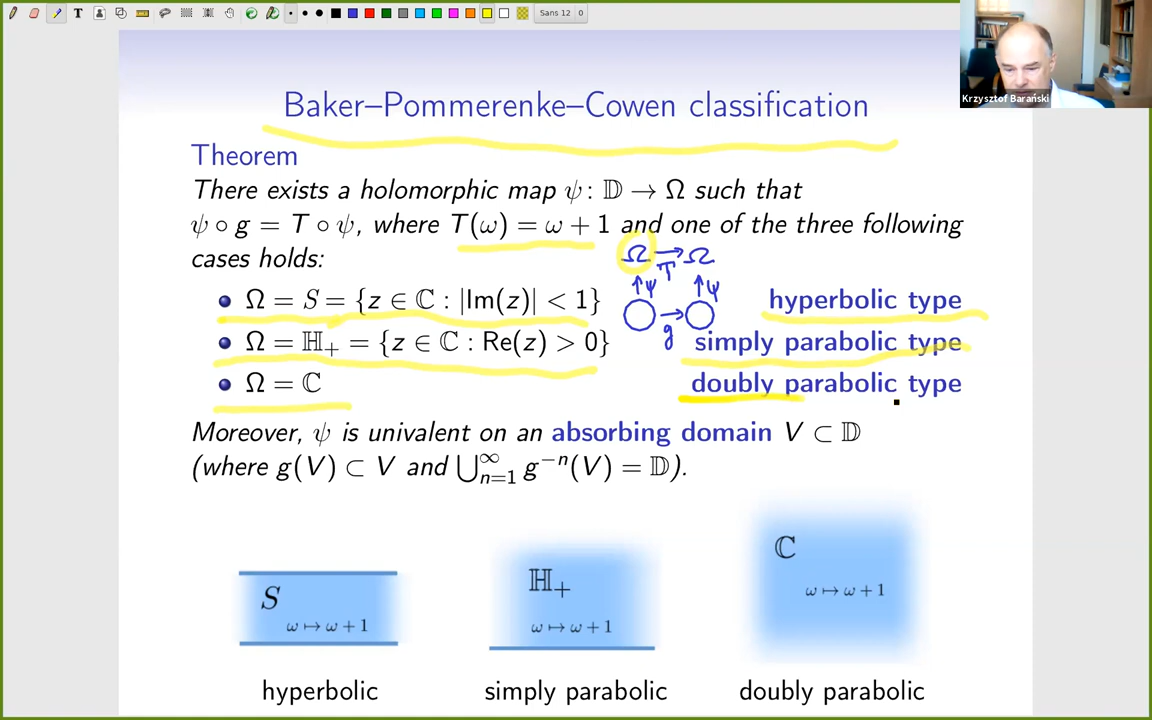 T
Sans 12
0
Krzysztof Barański
Baker–Pommerenke–Cowen classification
Theorem
There exists a holomorphic map ψ: 𝔻 → Ω such that
ψ ∘ g = T ∘ ψ, where T(ω) = ω + 1 and one of the three following
cases holds:
Ω → Ω
T
↑ψ ↑ψ
○ → ○
g
• Ω = S = {z ∈ ℂ : |Im(z)| < 1} hyperbolic type
• Ω = ℍ₊ = {z ∈ ℂ : Re(z) > 0} simply parabolic type
• Ω = ℂ doubly parabolic type
Moreover, ψ is univalent on an absorbing domain V ⊂ 𝔻
(where g(V) ⊂ V and ⋃_{n=1}^∞ g^{-n}(V) = 𝔻).
S
ω ↦ ω + 1
hyperbolic
ℍ₊
ω ↦ ω + 1
simply parabolic
ℂ
ω ↦ ω + 1
doubly parabolic